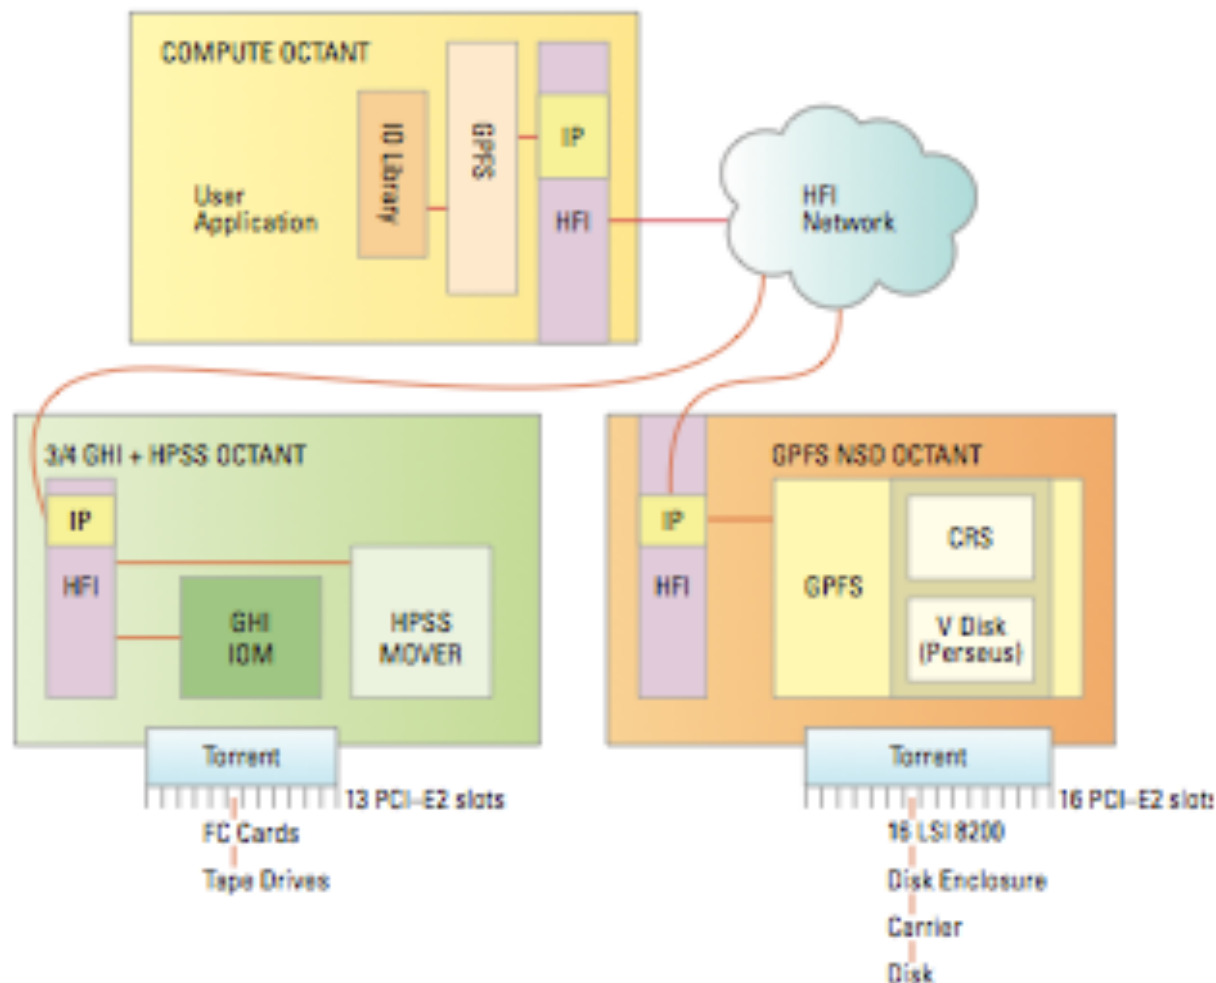 COMPUTE OCTANT
IO Library
GPFS
IP
HFI
User
Application
HFI
Network
3/4 GHI + HPSS OCTANT
IP
HFI
GHI
IOM
HPSS
MOVER
Torrent
13 PCI–E2 slots
FC Cards
Tape Drives
GPFS NSD OCTANT
IP
HFI
GPFS
CRS
V Disk
(Perseus)
Torrent
16 PCI–E2 slots
16 LSI 8200
Disk Enclosure
Carrier
Disk